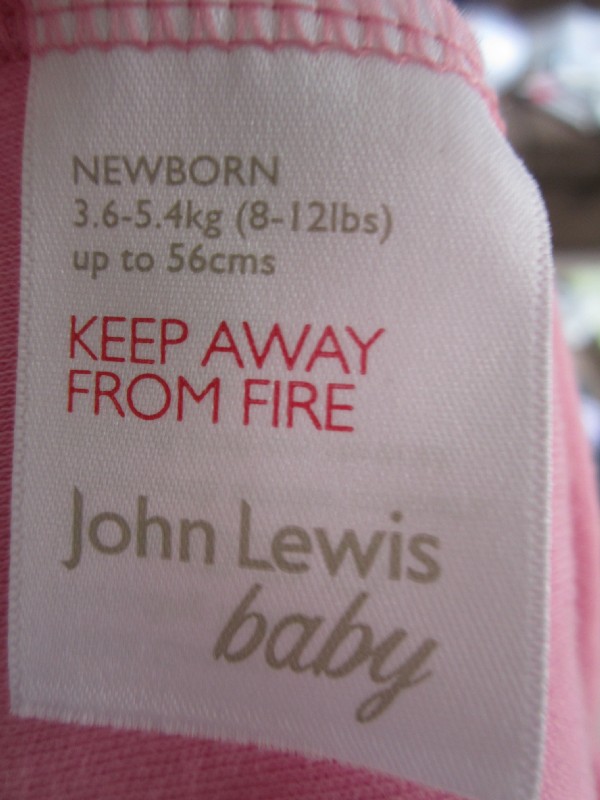 NEWBORN
3.6-5.4kg (8-12lbs)
up to 56cms
KEEP AWAY
FROM FIRE
John Lewis
baby